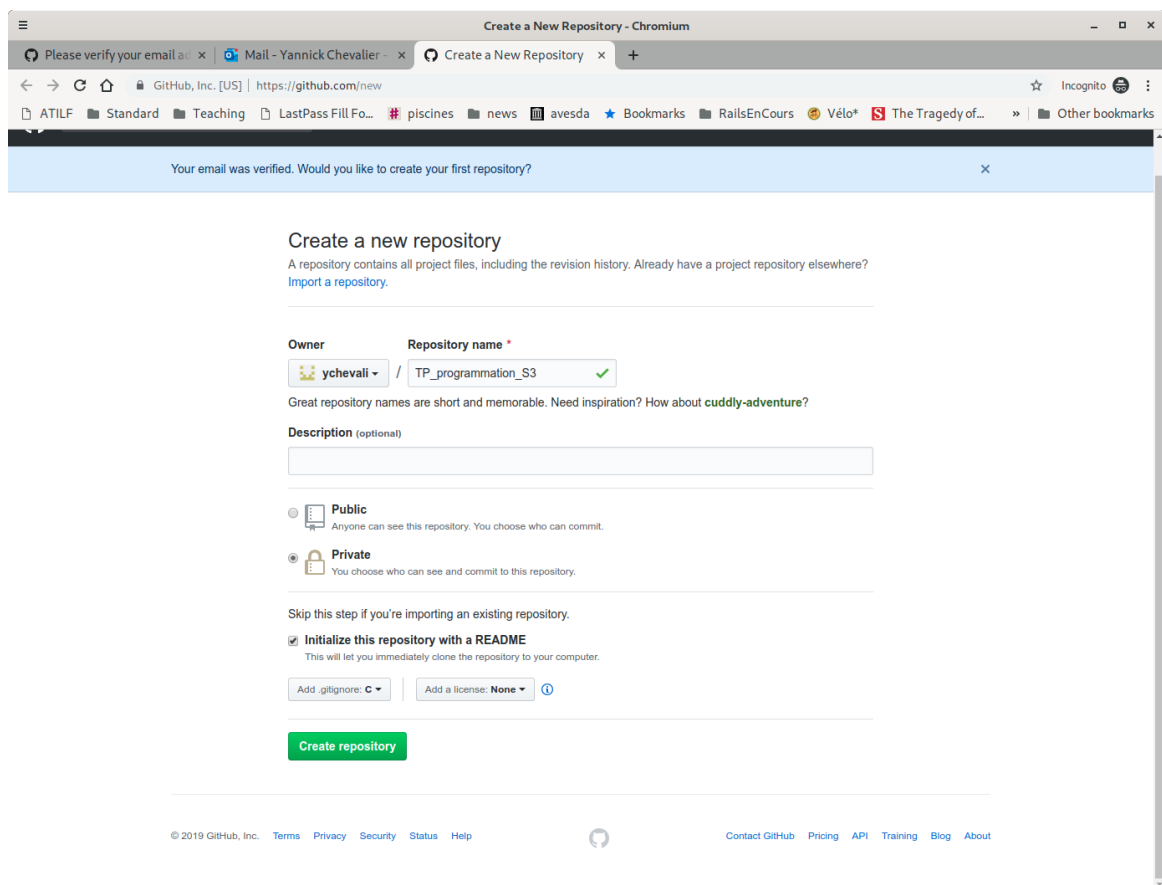 Create a New Repository - Chromium
Please verify your email ad
Mail - Yannick Chevalier -
Create a New Repository
GitHub, Inc. [US] | https://github.com/new
Incognito
ATILF Standard Teaching LastPass Fill Fo... piscines news avesda Bookmarks RailsEnCours Vélo* The Tragedy of... » Other bookmarks
Your email was verified. Would you like to create your first repository?
Create a new repository
A repository contains all project files, including the revision history. Already have a project repository elsewhere?
Import a repository.
Owner Repository name *
ychevali / TP_programmation_S3
Great repository names are short and memorable. Need inspiration? How about cuddly-adventure?
Description (optional)
Public
Anyone can see this repository. You choose who can commit.
Private
You choose who can see and commit to this repository.
Skip this step if you're importing an existing repository.
Initialize this repository with a README
This will let you immediately clone the repository to your computer.
Add .gitignore: C Add a license: None
Create repository
© 2019 GitHub, Inc. Terms Privacy Security Status Help Contact GitHub Pricing API Training Blog About